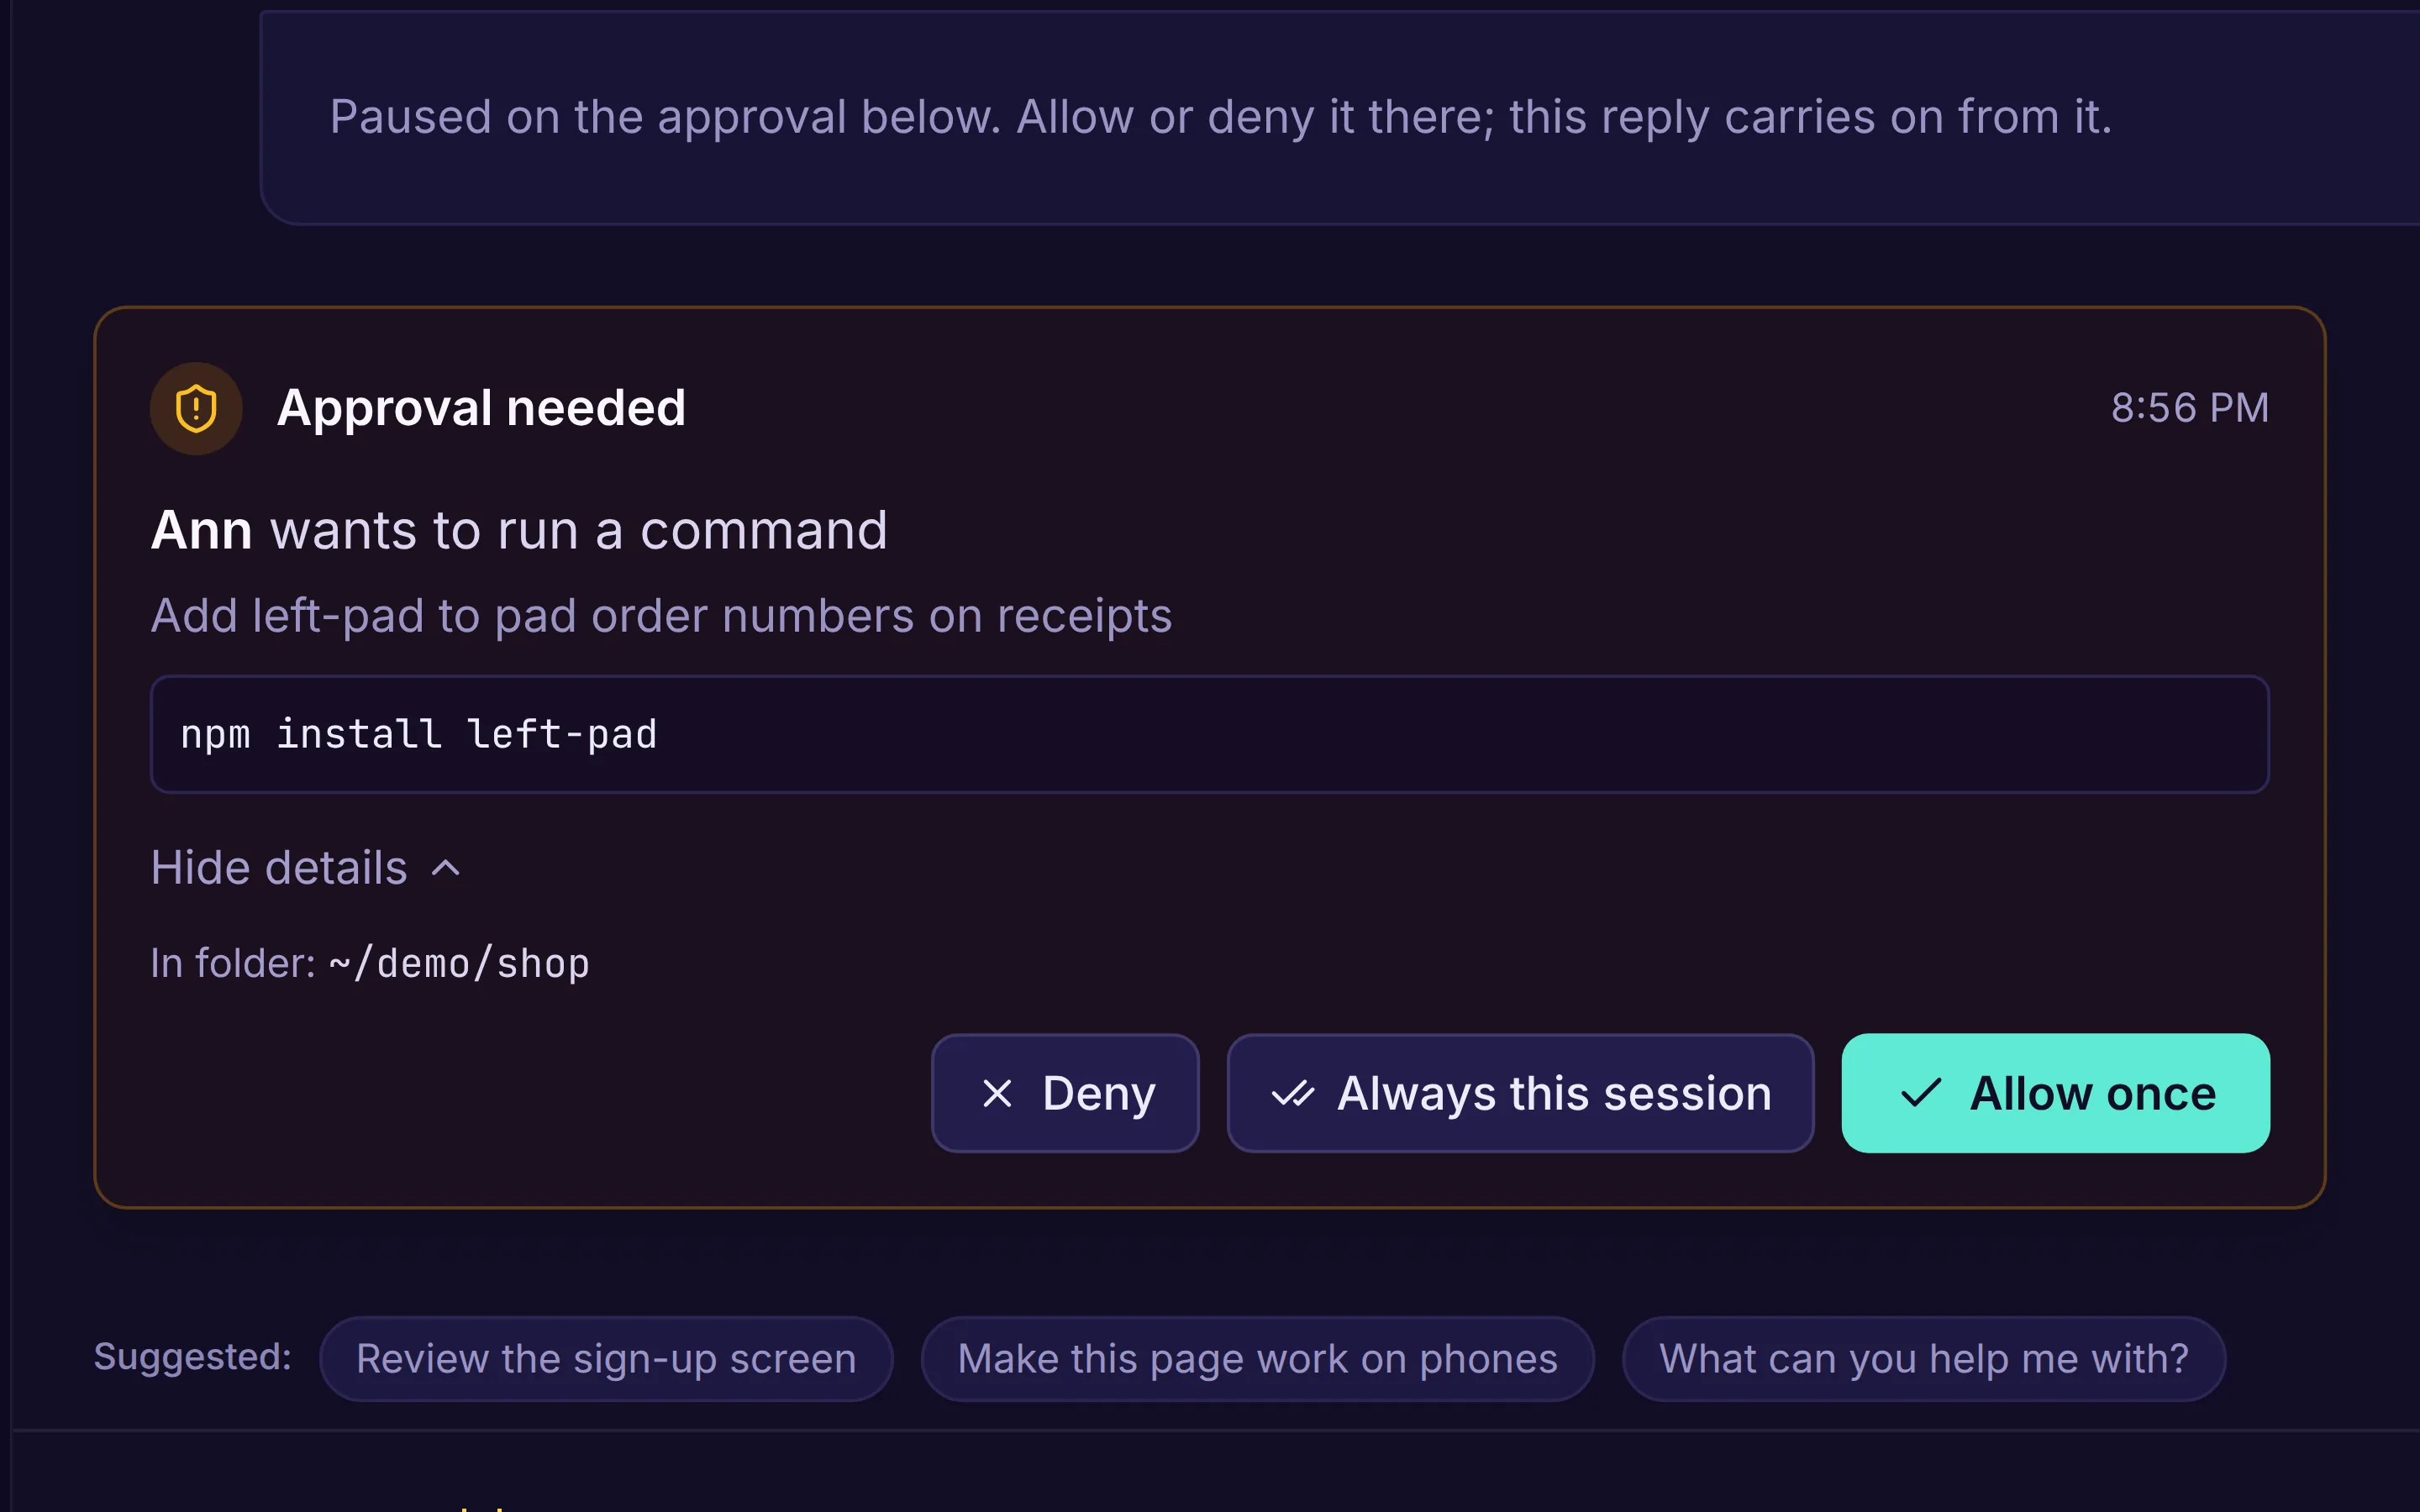 Paused on the approval below. Allow or deny it there; this reply carries on from it.
Approval needed
8:56 PM
Ann wants to run a command
Add left-pad to pad order numbers on receipts
npm install left-pad
Hide details
In folder: ~/demo/shop
Deny
Always this session
Allow once
Suggested:
Review the sign-up screen
Make this page work on phones
What can you help me with?